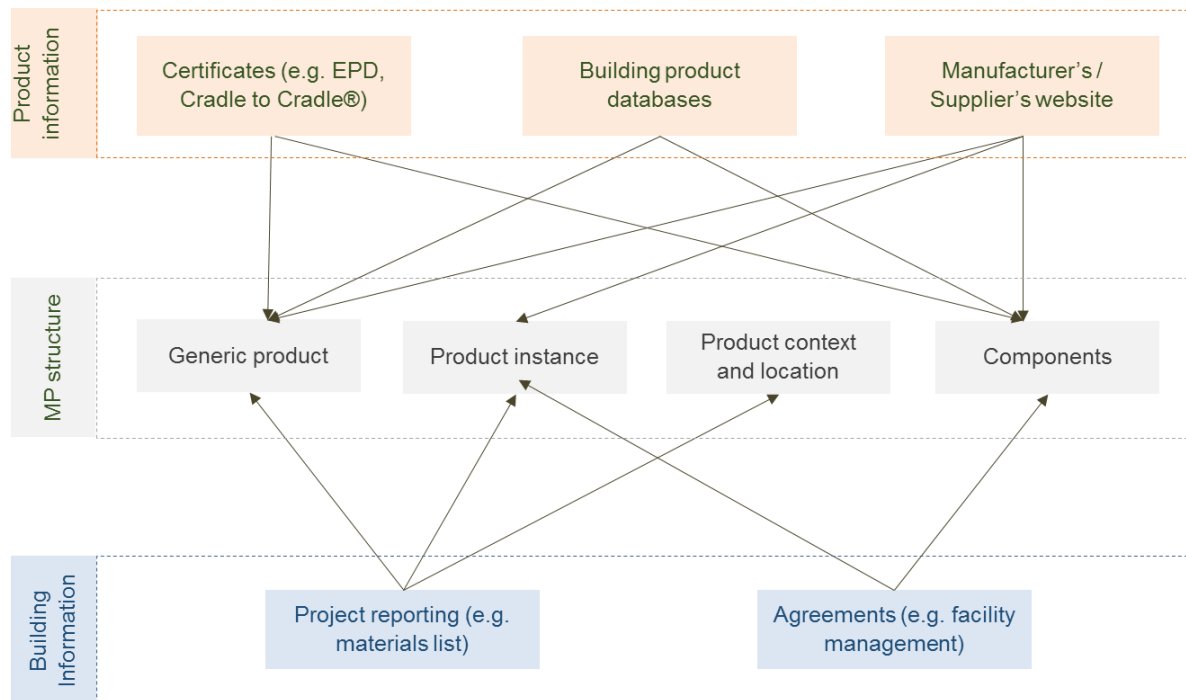 Product
information
Certificates (e.g. EPD,
Cradle to Cradle®)
Building product
databases
Manufacturer’s /
Supplier’s website
MP structure
Generic product
Product instance
Product context
and location
Components
Building
Information
Project reporting (e.g.
materials list)
Agreements (e.g. facility
management)